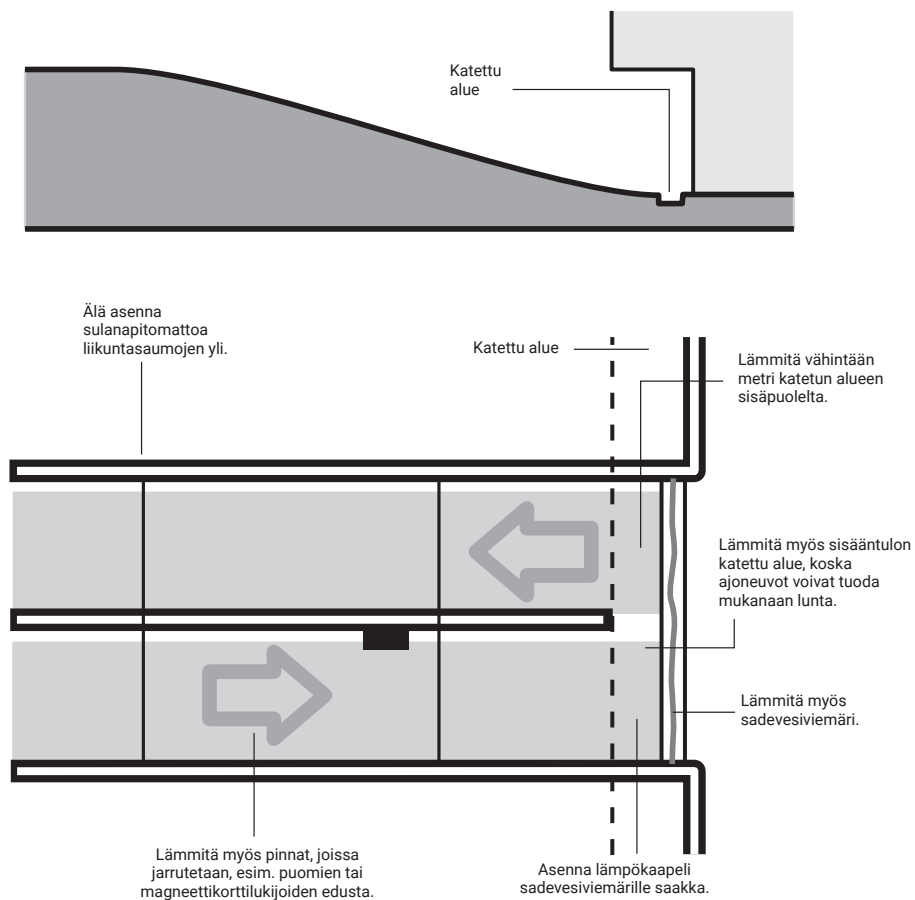 Katettu
alue
Älä asenna
sulanapitomattoa
liikuntasaumojen yli.
Katettu alue
Lämmitä vähintään
metri katetun alueen
sisäpuolelta.
Lämmitä myös sisääntulon
katettu alue, koska
ajoneuvot voivat tuoda
mukanaan lunta.
Lämmitä myös
sadevesiviemäri.
Lämmitä myös pinnat, joissa
jarrutetaan, esim. puomien tai
magneettikorttilukijoiden edusta.
Asenna lämpökaapeli
sadevesiviemärille saakka.